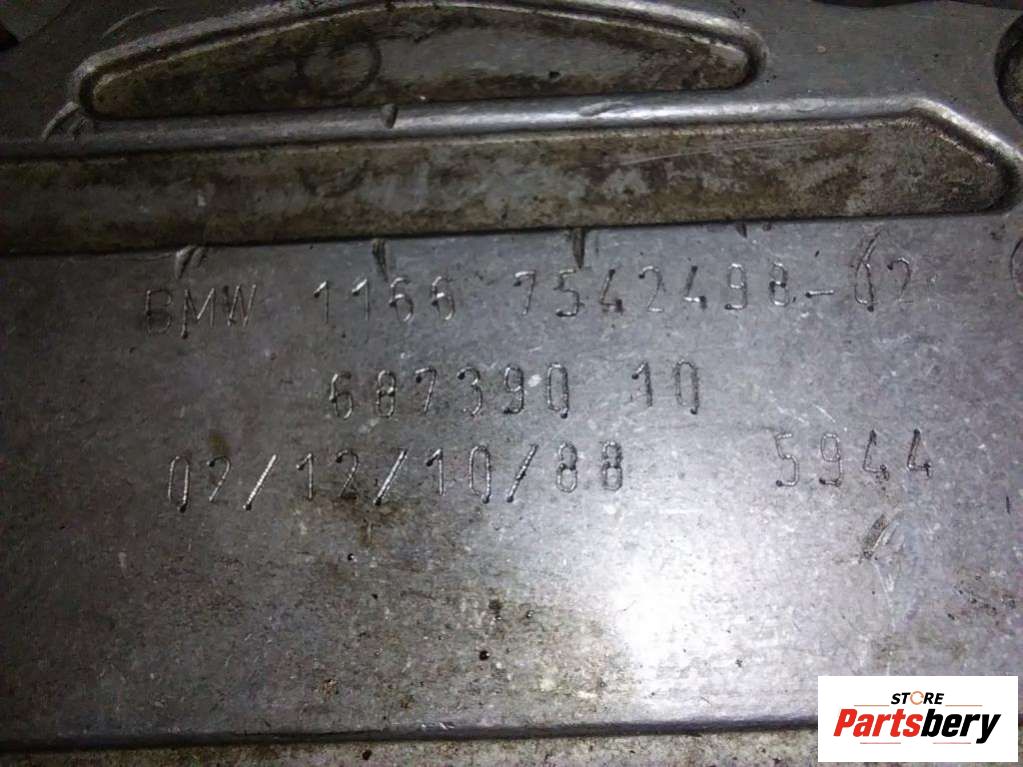 BMW 1166 7542498-02
687390 10
02/12/10/88 5944
STORE
Partsbery